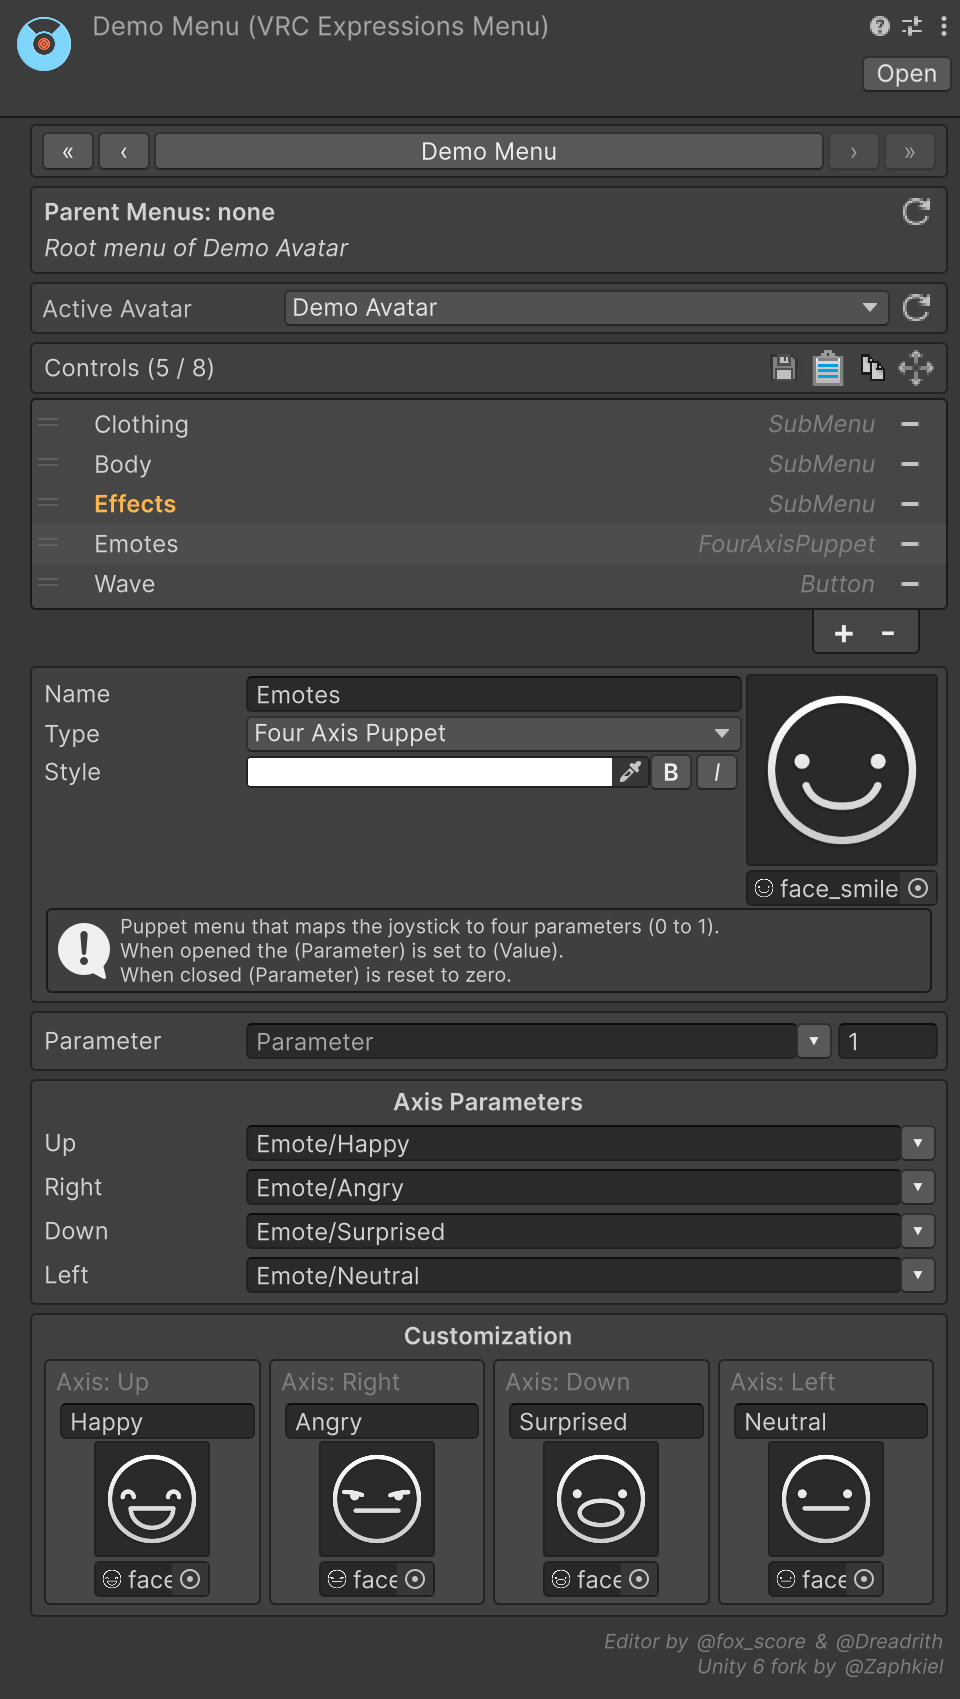 Demo Menu (VRC Expressions Menu)
Open
« ‹ Demo Menu › »
Parent Menus: none
Root menu of Demo Avatar
Active Avatar Demo Avatar
Controls (5 / 8)
Clothing SubMenu
Body SubMenu
Effects SubMenu
Emotes FourAxisPuppet
Wave Button
+ -
Name Emotes
Type Four Axis Puppet
Style B I
face_smile
Puppet menu that maps the joystick to four parameters (0 to 1).
When opened the (Parameter) is set to (Value).
When closed (Parameter) is reset to zero.
Parameter Parameter 1
Axis Parameters
Up Emote/Happy
Right Emote/Angry
Down Emote/Surprised
Left Emote/Neutral
Customization
Axis: Up Axis: Right Axis: Down Axis: Left
Happy Angry Surprised Neutral
face face face face
Editor by @fox_score & @Dreadrith
Unity 6 fork by @Zaphkiel